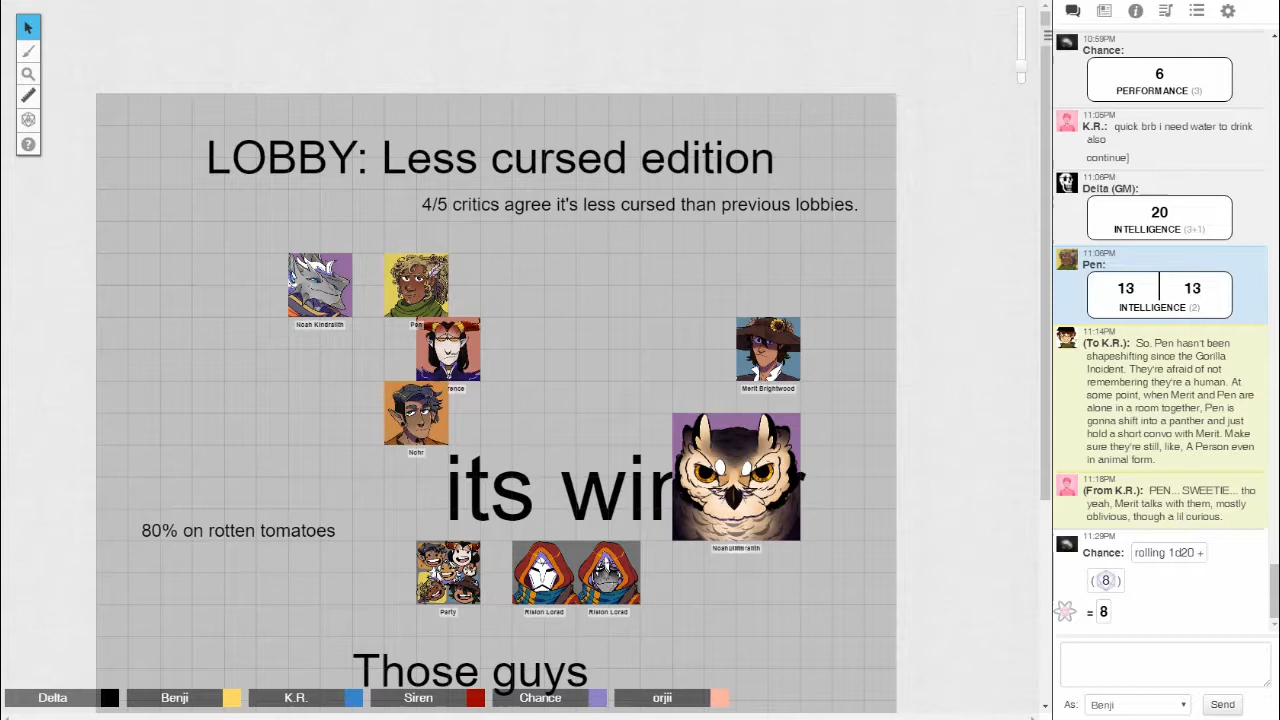 LOBBY: Less cursed edition
4/5 critics agree it's less cursed than previous lobbies.
Noah Kindralith
Merit Brightwood
Nohr
its
80% on rotten tomatoes
Party
Rision Lorad
Rision Lorad
Those guys
Delta
Benji
K.R.
Siren
Chance
orjii
10:59PM
Chance:
6
PERFORMANCE (3)
11:05PM
K.R.: quick brb i need water to drink
also
continue]
11:06PM
Delta (GM):
20
INTELLIGENCE (3+1)
11:06PM
Pen:
13 13
INTELLIGENCE (2)
11:14PM
(To K.R.): So. Pen hasn't been
shapeshifting since the Gorilla
Incident. They're afraid of not
remembering they're a human. At
some point, when Merit and Pen are
alone in a room together, Pen is
gonna shift into a panther and just
hold a short convo with Merit. Make
sure they're still, like, A Person even
in animal form.
11:18PM
(From K.R.): PEN... SWEETIE... tho
yeah, Merit talks with them, mostly
oblivious, though a lil curious.
11:29PM
Chance: rolling 1d20 +
(8)
= 8
As: Benji
Send